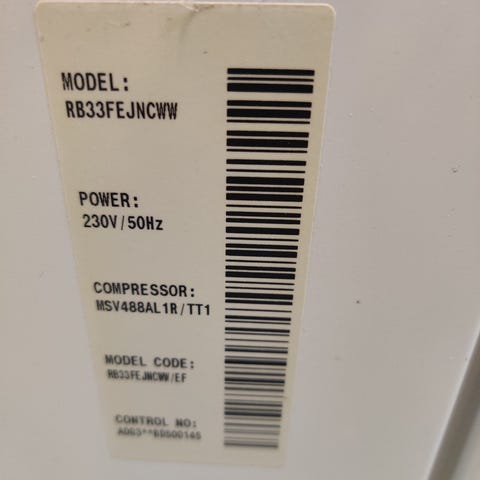 MODEL:
RB33FEJNCWW
POWER:
230V/50Hz
COMPRESSOR:
MSV488AL1R/TT1
MODEL CODE:
RB33FEJNCWW/EF
CONTROL NO: